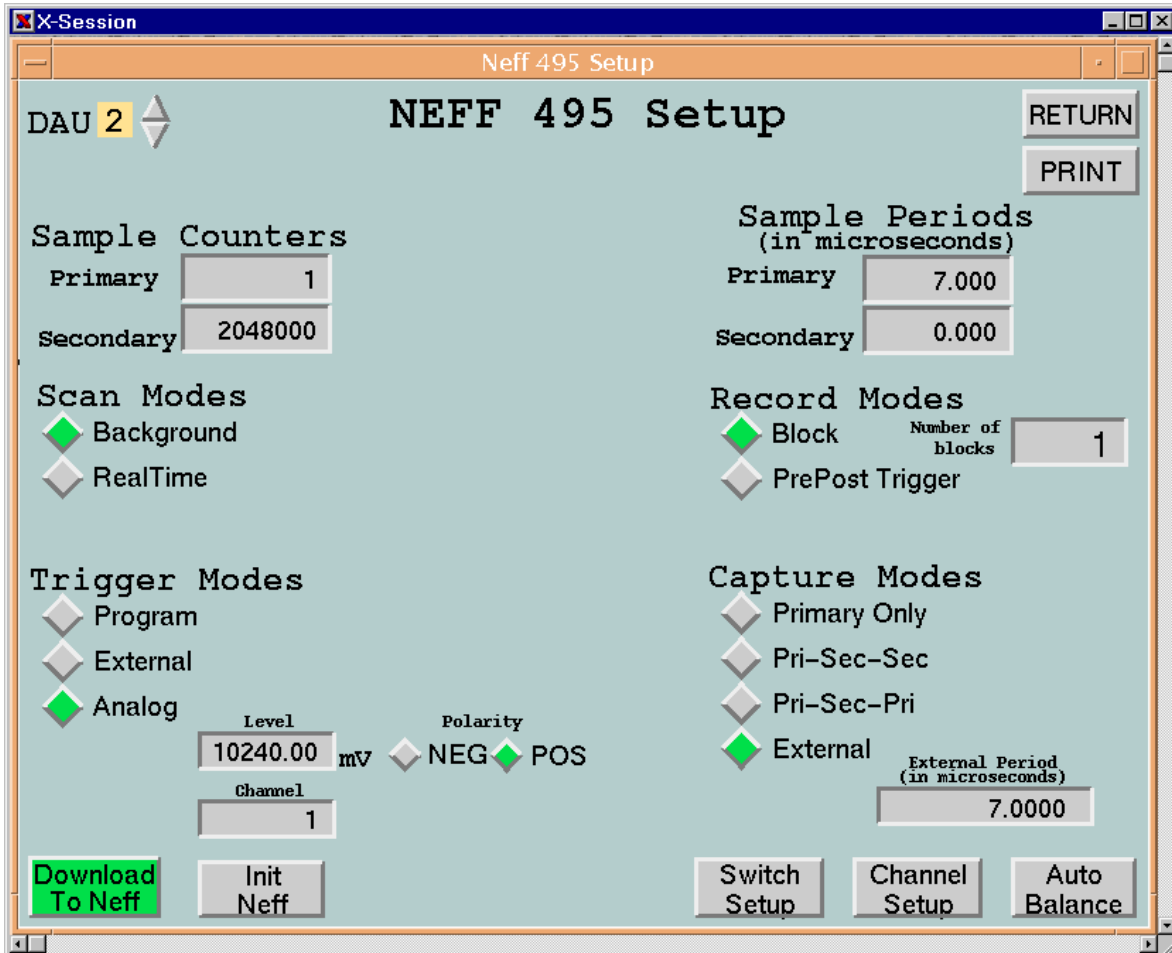 X-Session
Neff 495 Setup
DAU 2
NEFF 495 Setup
RETURN
PRINT
Sample Counters
Primary 1
Secondary 2048000
Sample Periods
(in microseconds)
Primary 7.000
Secondary 0.000
Scan Modes
Background
RealTime
Record Modes
Block
Number of
blocks
1
PrePost Trigger
Trigger Modes
Program
External
Analog
Level
10240.00 mV
Polarity
NEG POS
Channel
1
Capture Modes
Primary Only
Pri-Sec-Sec
Pri-Sec-Pri
External
External Period
(in microseconds)
7.0000
Download
To Neff
Init
Neff
Switch
Setup
Channel
Setup
Auto
Balance